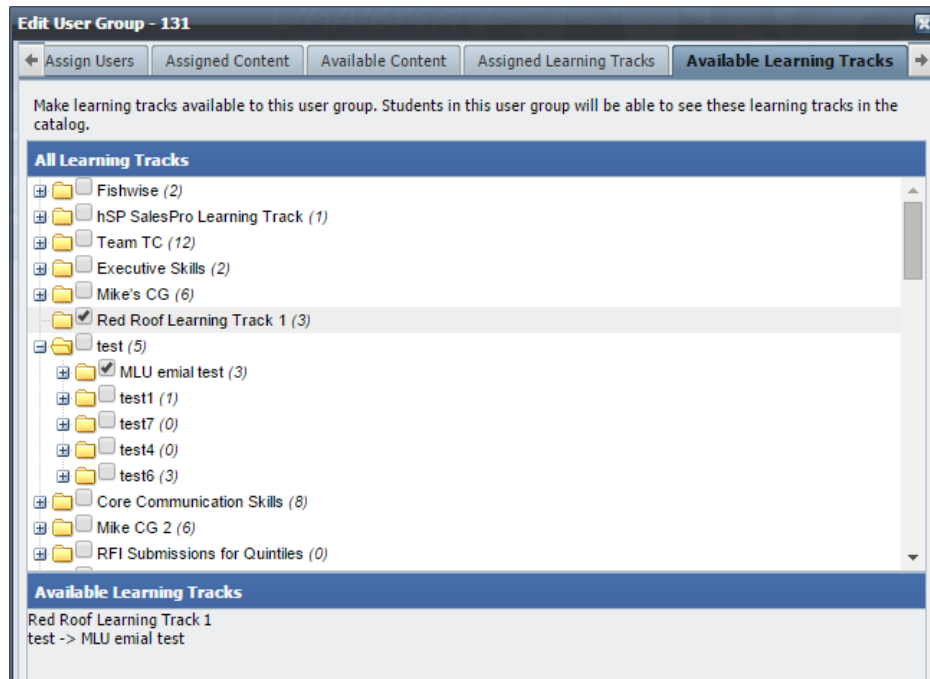 Edit User Group - 131
Assign Users Assigned Content Available Content Assigned Learning Tracks Available Learning Tracks
Make learning tracks available to this user group. Students in this user group will be able to see these learning tracks in the
catalog.
All Learning Tracks
Fishwise (2)
hSP SalesPro Learning Track (1)
Team TC (12)
Executive Skills (2)
Mike's CG (6)
Red Roof Learning Track 1 (3)
test (5)
MLU emial test (3)
test1 (1)
test7 (0)
test4 (0)
test6 (3)
Core Communication Skills (8)
Mike CG 2 (6)
RFI Submissions for Quintiles (0)
Available Learning Tracks
Red Roof Learning Track 1
test -> MLU emial test